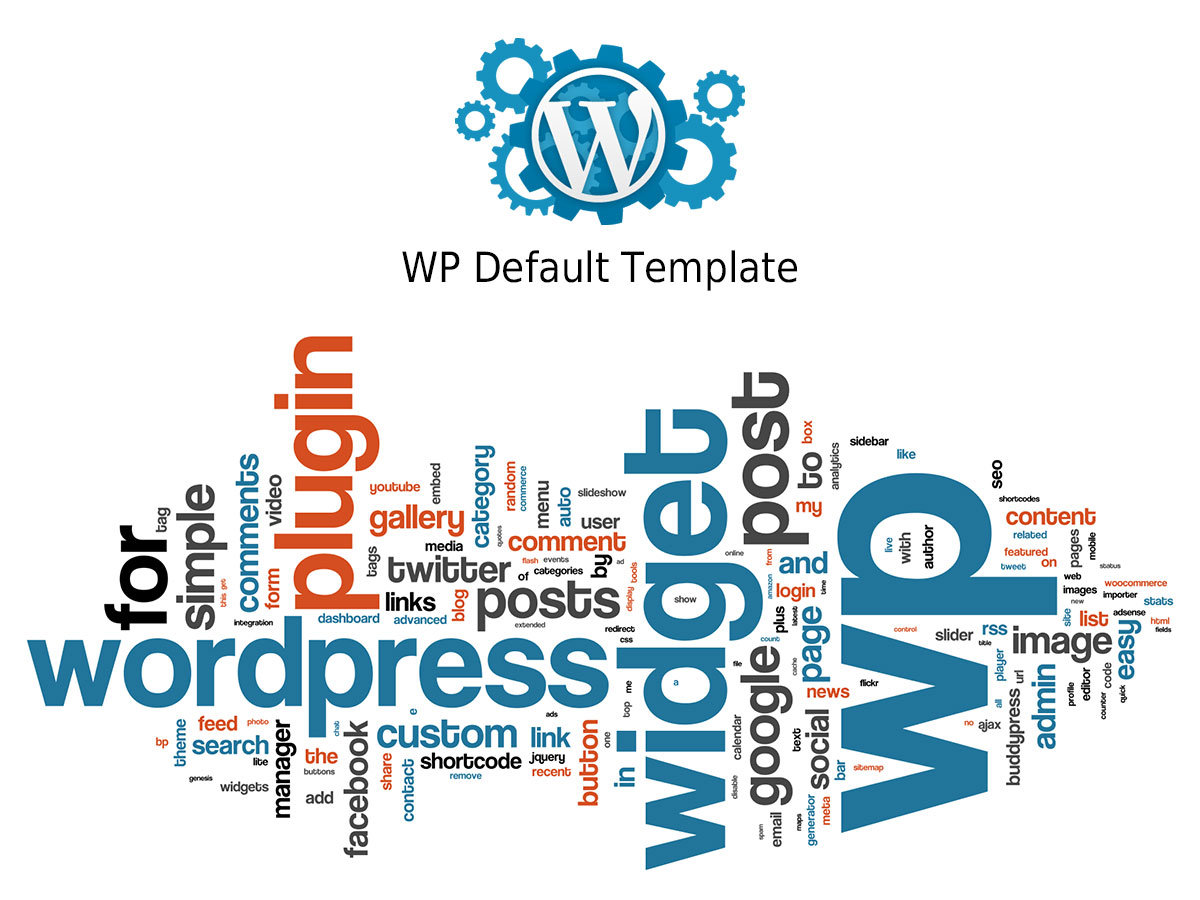 W
WP Default Template
plugin
post
widget
wp
wordpress
for
tag
simple
this
get
comments
video
form
integration
youtube
embed
gallery
category
random
commerce
menu
auto
slideshow
user
quotes
comment
media
tags
twitter
flash
events
of
categories
by
ad
links
dashboard
advanced
blog
posts
extended
display
tools
redirect
css
show
online
box
to
my
analytics
sidebar
like
seo
shortcodes
content
related
featured
on
tweet
pages
mobile
status
web
images
new
importer
woocommerce
stats
site
list
adsense
html
fields
live
with
author
from
and
amazon
login
time
latest
plus
page
count
control
slider
title
rss
image
easy
player
url
admin
profile
editor
counter
code
quick
all
no
ajax
buddypress
flickr
cache
news
file
google
a
me
top
one
in
calendar
disable
text
social
bar
sitemap
spam
email
maps
generator
meta
e
ads
custom
link
button
shortcode
jquery
remove
recent
theme
bp
feed
photo
search
lite
genesis
widgets
manager
the
chat
buttons
add
facebook
share
contact